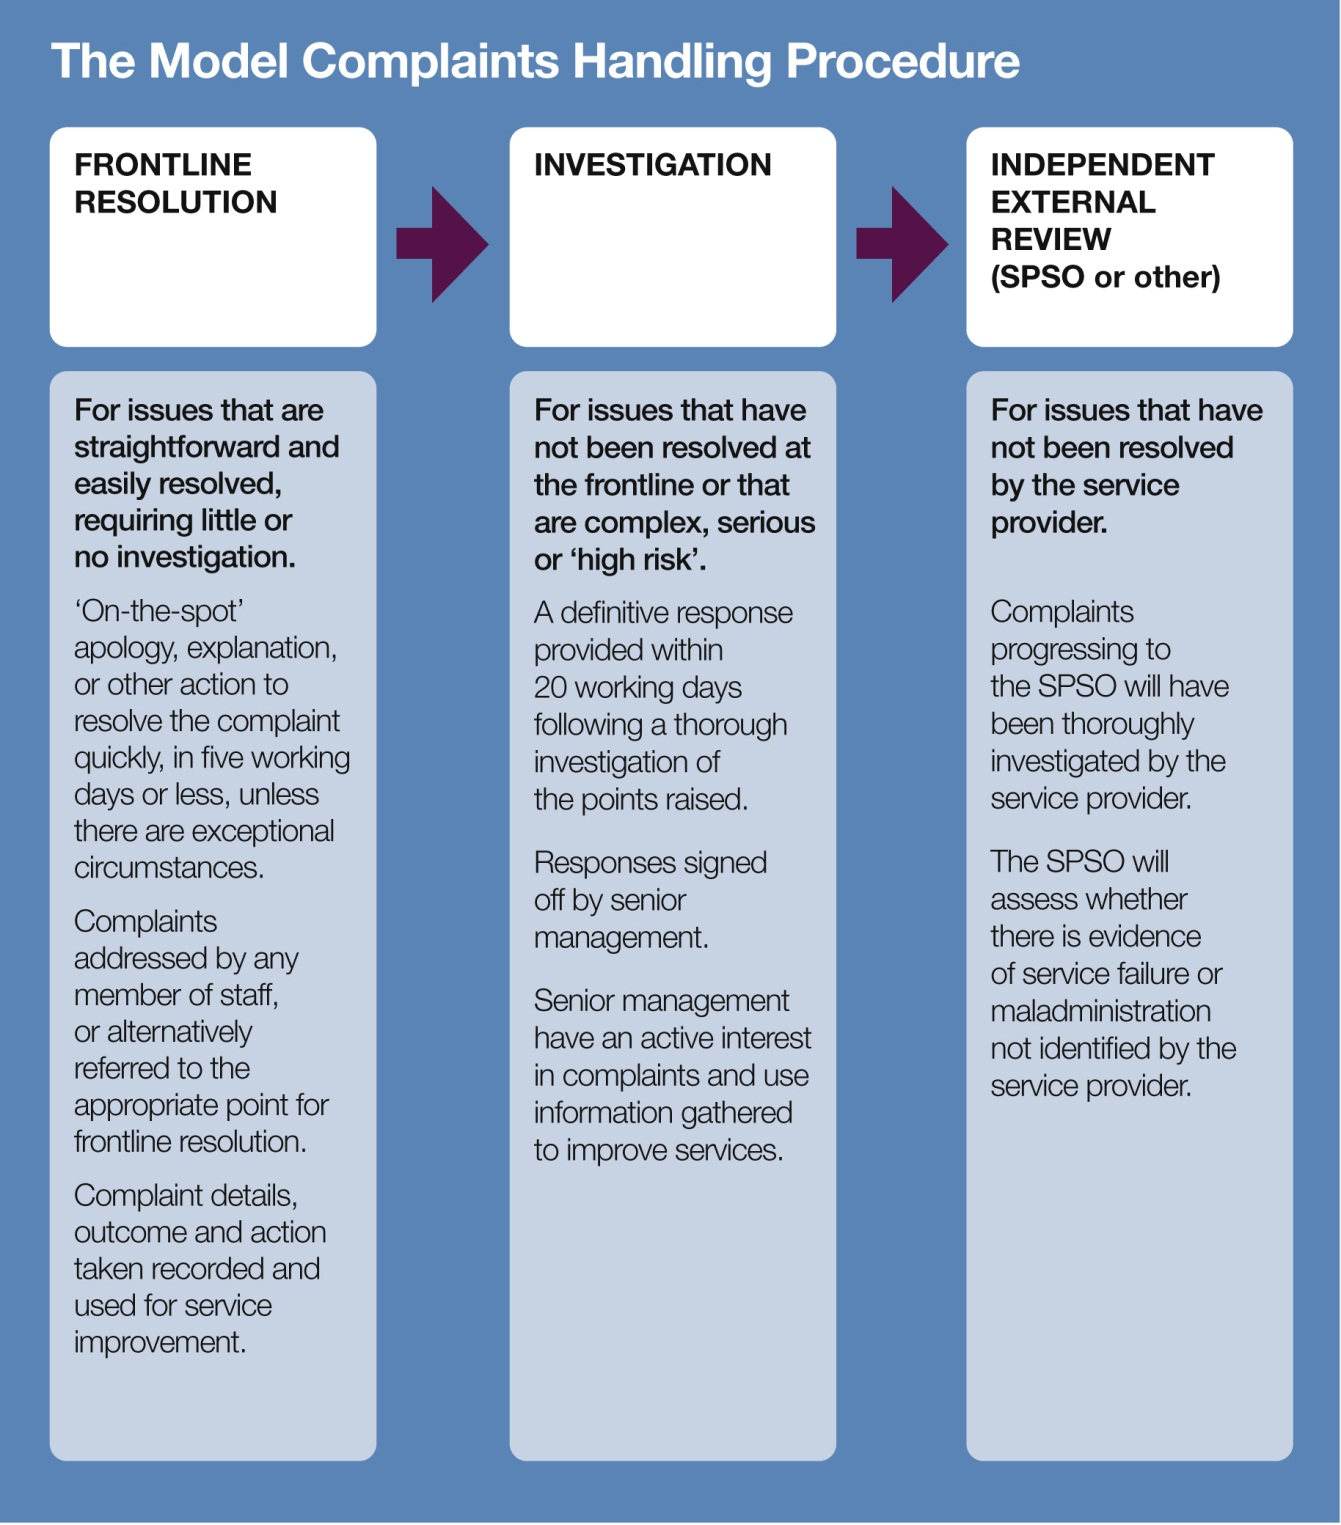 The Model Complaints Handling Procedure
FRONTLINE
RESOLUTION
For issues that are
straightforward and
easily resolved,
requiring little or
no investigation.
‘On-the-spot’
apology, explanation,
or other action to
resolve the complaint
quickly, in five working
days or less, unless
there are exceptional
circumstances.
Complaints
addressed by any
member of staff,
or alternatively
referred to the
appropriate point for
frontline resolution.
Complaint details,
outcome and action
taken recorded and
used for service
improvement.
INVESTIGATION
For issues that have
not been resolved at
the frontline or that
are complex, serious
or ‘high risk’.
A definitive response
provided within
20 working days
following a thorough
investigation of
the points raised.
Responses signed
off by senior
management.
Senior management
have an active interest
in complaints and use
information gathered
to improve services.
INDEPENDENT
EXTERNAL
REVIEW
(SPSO or other)
For issues that have
not been resolved
by the service
provider.
Complaints
progressing to
the SPSO will have
been thoroughly
investigated by the
service provider.
The SPSO will
assess whether
there is evidence
of service failure or
maladministration
not identified by the
service provider.